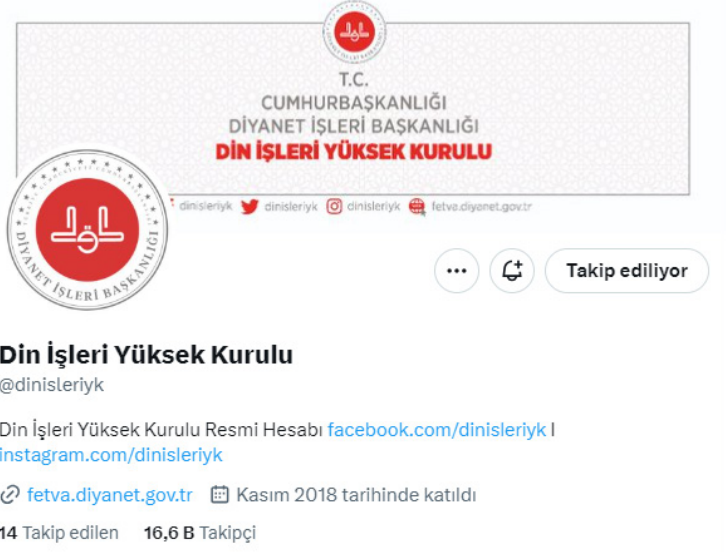 T.C.
CUMHURBAŞKANLIĞI
DİYANET İŞLERİ BAŞKANLIĞI
DİN İŞLERİ YÜKSEK KURULU
dinisleriyk dinisleriyk dinisleriyk fetva.diyanet.gov.tr
DİYANET İŞLERİ BAŞKANLIĞI
Takip ediliyor
Din İşleri Yüksek Kurulu
@dinisleriyk
Din İşleri Yüksek Kurulu Resmi Hesabı facebook.com/dinisleriyk I
instagram.com/dinisleriyk
fetva.diyanet.gov.tr Kasım 2018 tarihinde katıldı
14 Takip edilen 16,6 B Takipçi